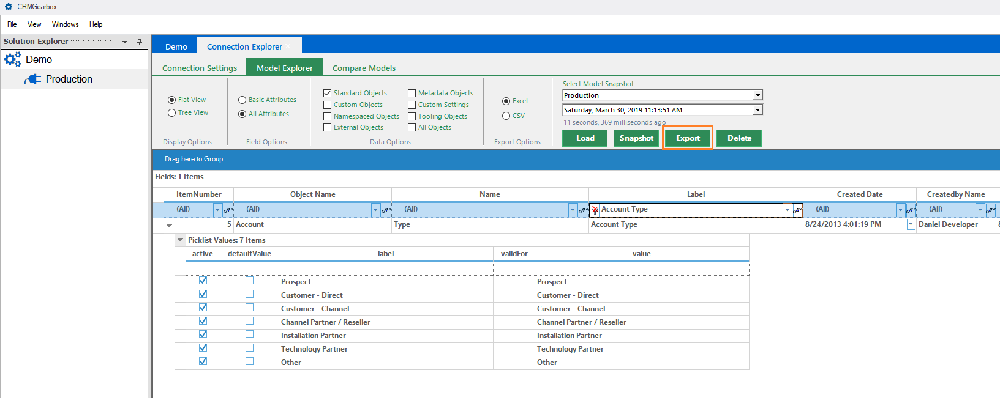 CRMGearbox
File View Windows Help
Solution Explorer
Demo
Production
Demo Connection Explorer
Connection Settings Model Explorer Compare Models
Flat View
Tree View
Display Options
Basic Attributes
All Attributes
Field Options
Standard Objects Metadata Objects
Custom Objects Custom Settings
Namespaced Objects Tooling Objects
External Objects All Objects
Data Options
Excel
CSV
Export Options
Select Model Snapshot
Production
Saturday, March 30, 2019 11:13:51 AM
11 seconds, 369 milliseconds ago
Load Snapshot Export Delete
Drag here to Group
Fields: 1 Items
ItemNumber Object Name Name Label Created Date Createdby Name
(All) (All) (All) Account Type (All) (All)
5 Account Type Account Type 8/24/2013 4:01:19 PM Daniel Developer
Picklist Values: 7 Items
active defaultValue label validFor value
Prospect Prospect
Customer - Direct Customer - Direct
Customer - Channel Customer - Channel
Channel Partner / Reseller Channel Partner / Reseller
Installation Partner Installation Partner
Technology Partner Technology Partner
Other Other